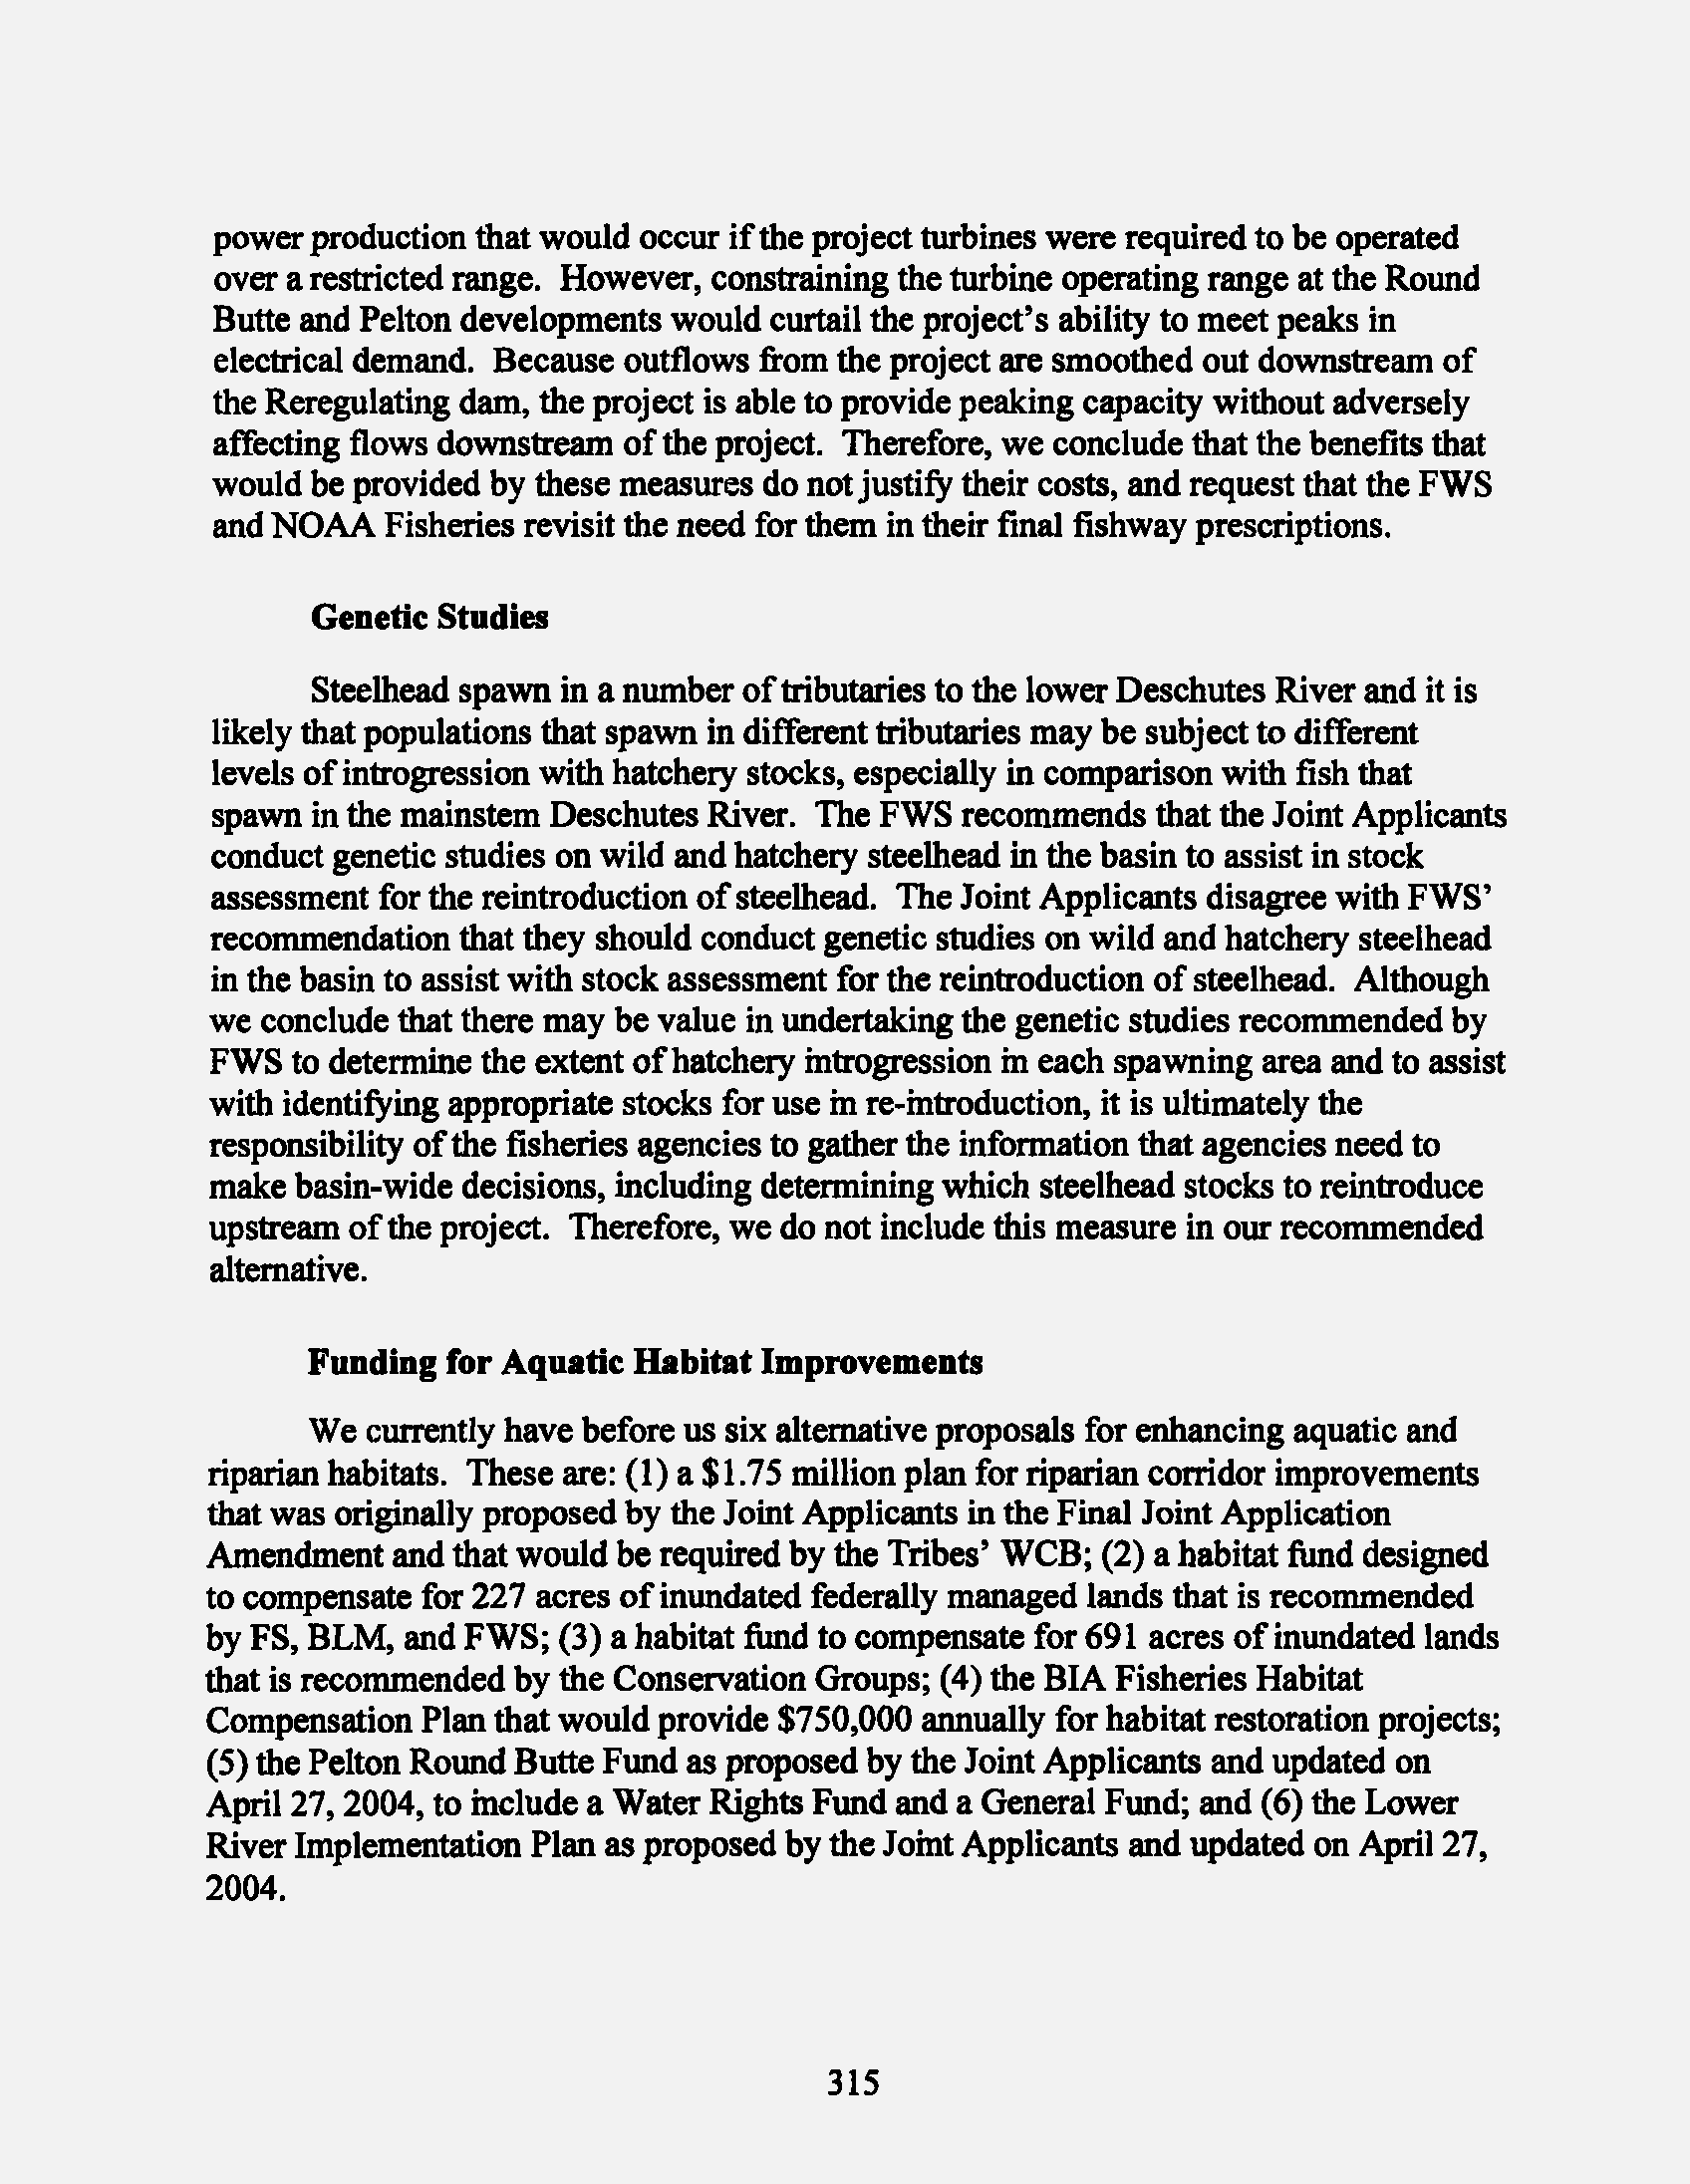 power production that would occur if the project turbines were required to be operated
over a restricted range. However, constraining the turbine operating range at the Round
Butte and Pelton developments would curtail the project's ability to meet peaks in
electrical demand. Because outflows from the project are smoothed out downstream of
the Reregulating dam, the project is able to provide peaking capacity without adversely
affecting flows downstream of the project. Therefore, we conclude that the benefits that
would be provided by these measures do not justify their costs, and request that the FWS
and NOAA Fisheries revisit the need for them in their final fishway prescriptions.
Genetic Studies
Steelhead spawn in a number of tributaries to the lower Deschutes River and it is
likely that populations that spawn in different tributaries may be subject to different
levels of introgression with hatchery stocks, especially in comparison with fish that
spawn in the mainstem Deschutes River. The FWS recommends that the Joint Applicants
conduct genetic studies on wild and hatchery steelhead in the basin to assist in stock
assessment for the reintroduction of steelhead. The Joint Applicants disagree with FWS'
recommendation that they should conduct genetic studies on wild and hatchery steelhead
in the basin to assist with stock assessment for the reintroduction of steelhead. Although
we conclude that there may be value in undertaking the genetic studies recommended by
FWS to determine the extent of hatchery introgression in each spawning area and to assist
with identifying appropriate stocks for use in re-introduction, it is ultimately the
responsibility of the fisheries agencies to gather the information that agencies need to
make basin-wide decisions, including determining which steelhead stocks to reintroduce
upstream of the project. Therefore, we do not include this measure in our recommended
alternative.
Funding for Aquatic Habitat Improvements
We currently have before us six alternative proposals for enhancing aquatic and
riparian habitats. These are: (1) a $1.75 million plan for riparian corridor improvements
that was originally proposed by the Joint Applicants in the Final Joint Application
Amendment and that would be required by the Tribes' WCB; (2) a habitat fund designed
to compensate for 227 acres of inundated federally managed lands that is recommended
by FS, BLM, and FWS; (3) a habitat fund to compensate for 691 acres of inundated lands
that is recommended by the Conservation Groups; (4) the BIA Fisheries Habitat
Compensation Plan that would provide $750,000 annually for habitat restoration projects;
(5) the Pelton Round Butte Fund as proposed by the Joint Applicants and updated on
April 27, 2004, to include a Water Rights Fund and a General Fund; and (6) the Lower
River Implementation Plan as proposed by the Joint Applicants and updated on April 27,
2004.
315